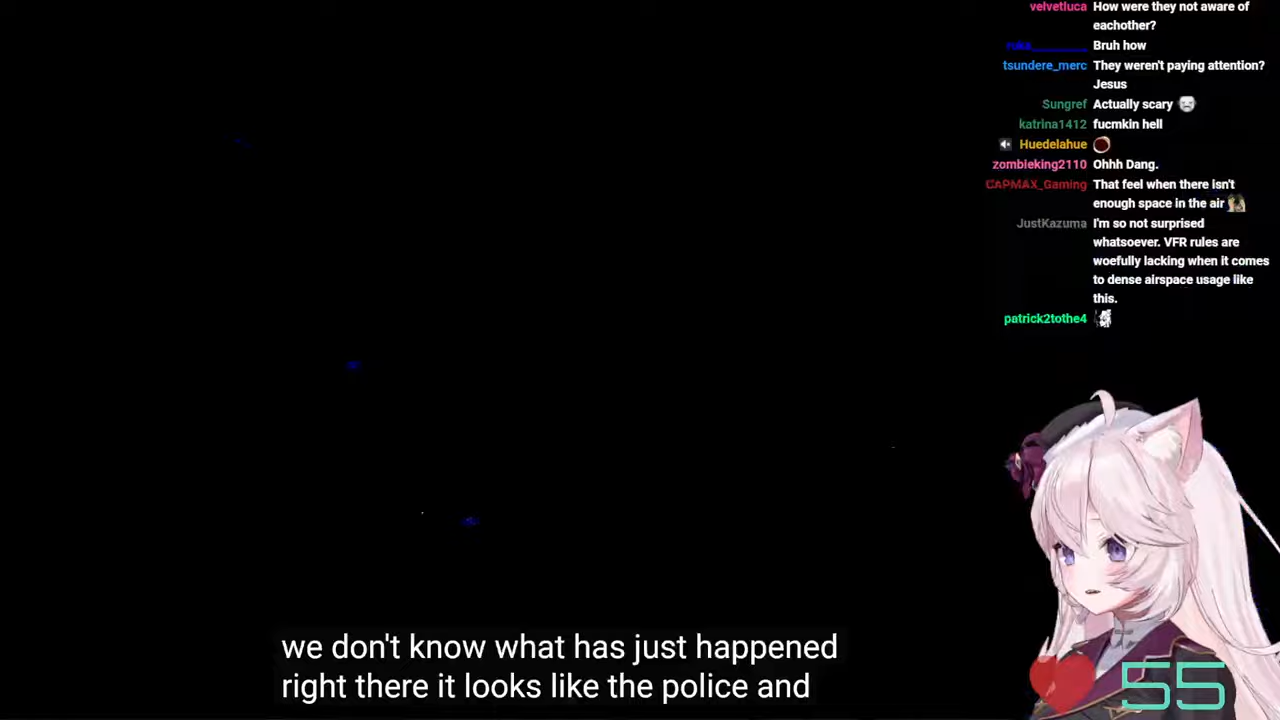 velvetluca How were they not aware of
eachother?
Bruh how
tsundere_merc They weren't paying attention?
Jesus
Sungref Actually scary
katrina1412 fucmkin hell
Huedelahue
zombieking2110 Ohhh Dang.
CAPMAX_Gaming That feel when there isn't
enough space in the air
JustKazuma I'm so not surprised
whatsoever. VFR rules are
woefully lacking when it comes
to dense airspace usage like
this.
patrick2tothe4
we don't know what has just happened
right there it looks like the police and
55